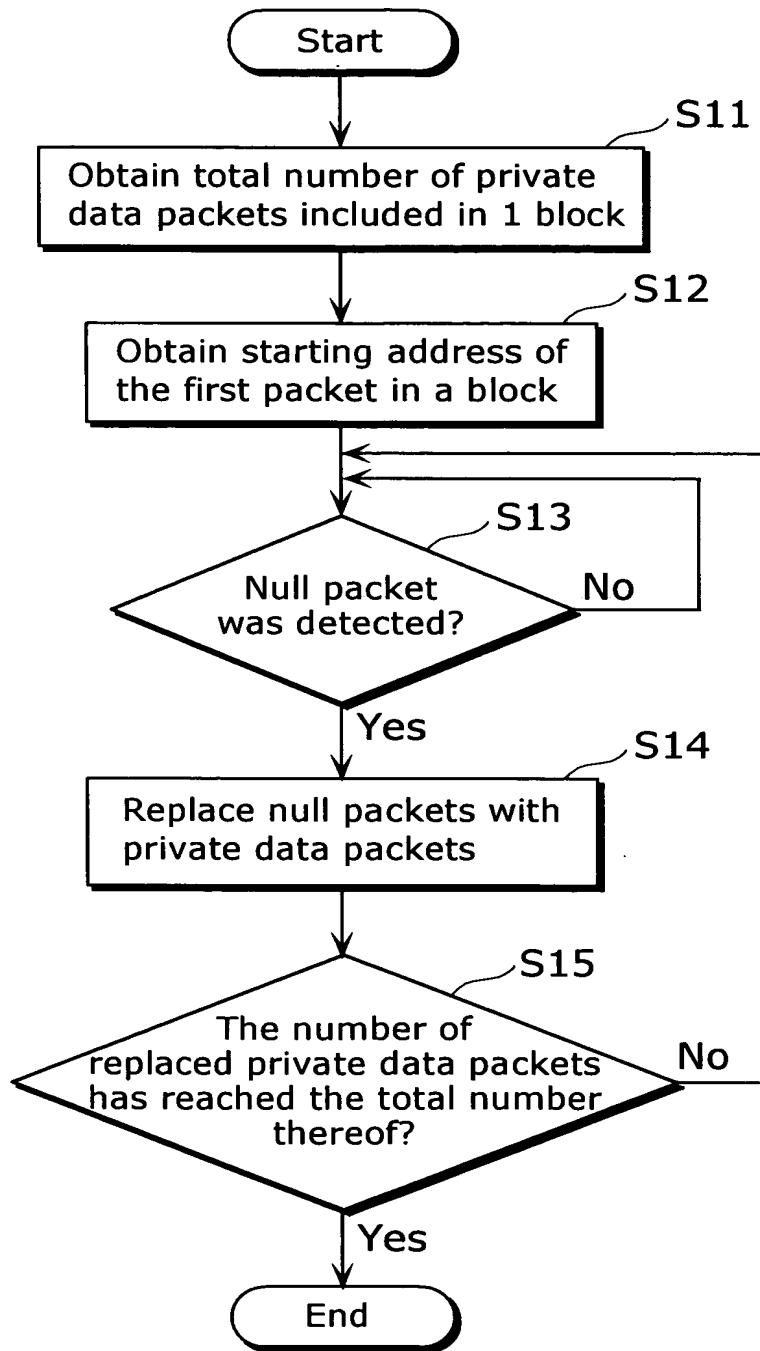 Start
S11
Obtain total number of private
data packets included in 1 block
S12
Obtain starting address of
the first packet in a block
S13
Null packet
was detected?
No
Yes
S14
Replace null packets with
private data packets
S15
The number of
replaced private data packets
has reached the total number
thereof?
No
Yes
End